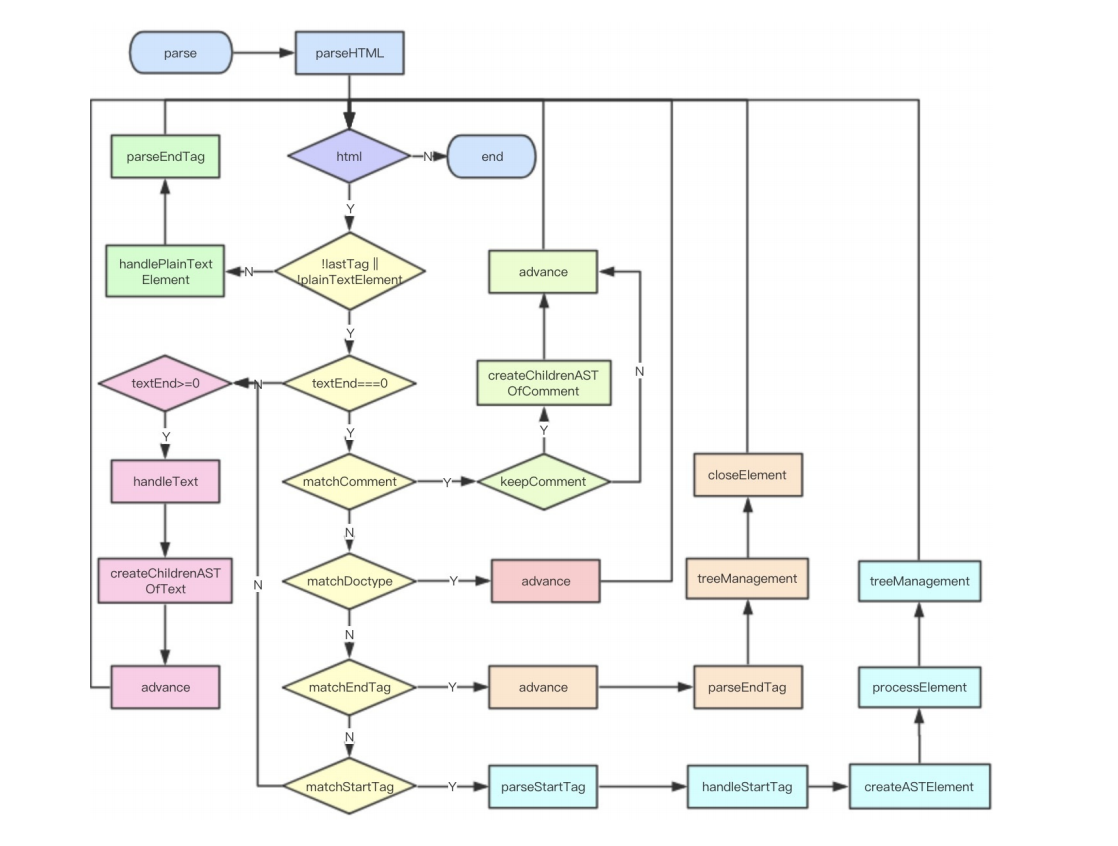 parse
parseHTML
parseEndTag
html
N
end
Y
handlePlainText
Element
N
!lastTag ||
!plainTextElement
advance
Y
N
textEnd>=0
N
textEnd===0
createChildrenAST
OfComment
Y
Y
Y
handleText
matchComment
Y
keepComment
closeElement
N
createChildrenAST
OfText
N
matchDoctype
Y
advance
treeManagement
treeManagement
N
advance
matchEndTag
Y
advance
parseEndTag
processElement
N
matchStartTag
Y
parseStartTag
handleStartTag
createASTElement